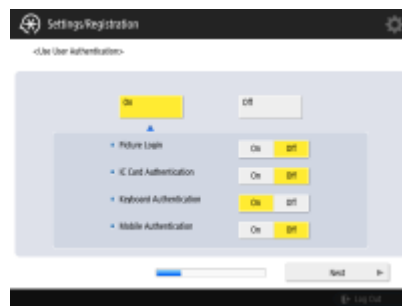 Settings/Registration
<Use User Authentication>
On Off
Picture Login On Off
IC Card Authentication On Off
Keyboard Authentication On Off
Mobile Authentication On Off
Next
Log Out